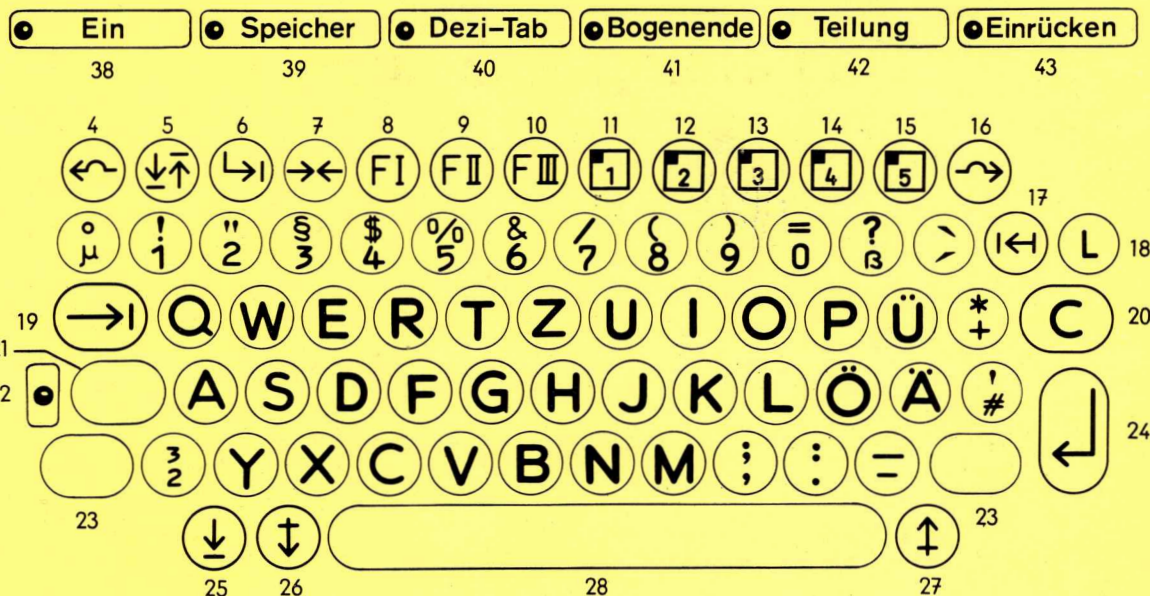 Ein Speicher Dezi-Tab Bogenende Teilung Einrücken
38 39 40 41 42 43
4 5 6 7 8 9 10 11 12 13 14 15 16
FI FII FIII 1 2 3 4 5
17
° ! " § $ % & / ( ) = ? `
µ 1 2 3 4 5 6 7 8 9 0 ß ´ L 18
19 Q W E R T Z U I O P Ü * + C 20
1
2 A S D F G H J K L Ö Ä ' # 24
3 2 Y X C V B N M ; : _ -
23 23
25 26 28 27